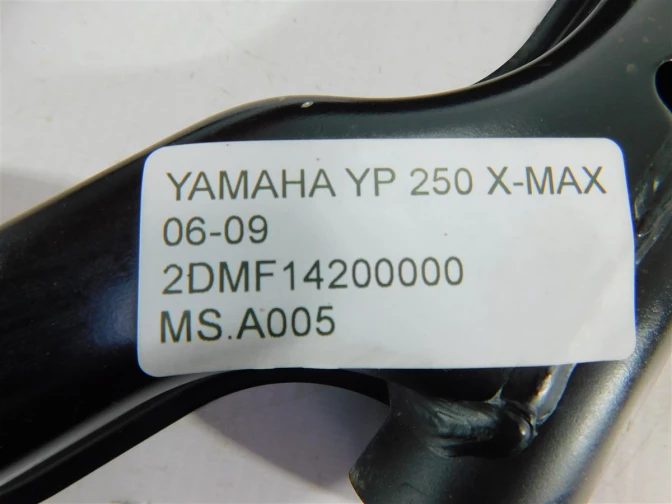 YAMAHA YP 250 X-MAX
06-09
2DMF14200000
MS.A005